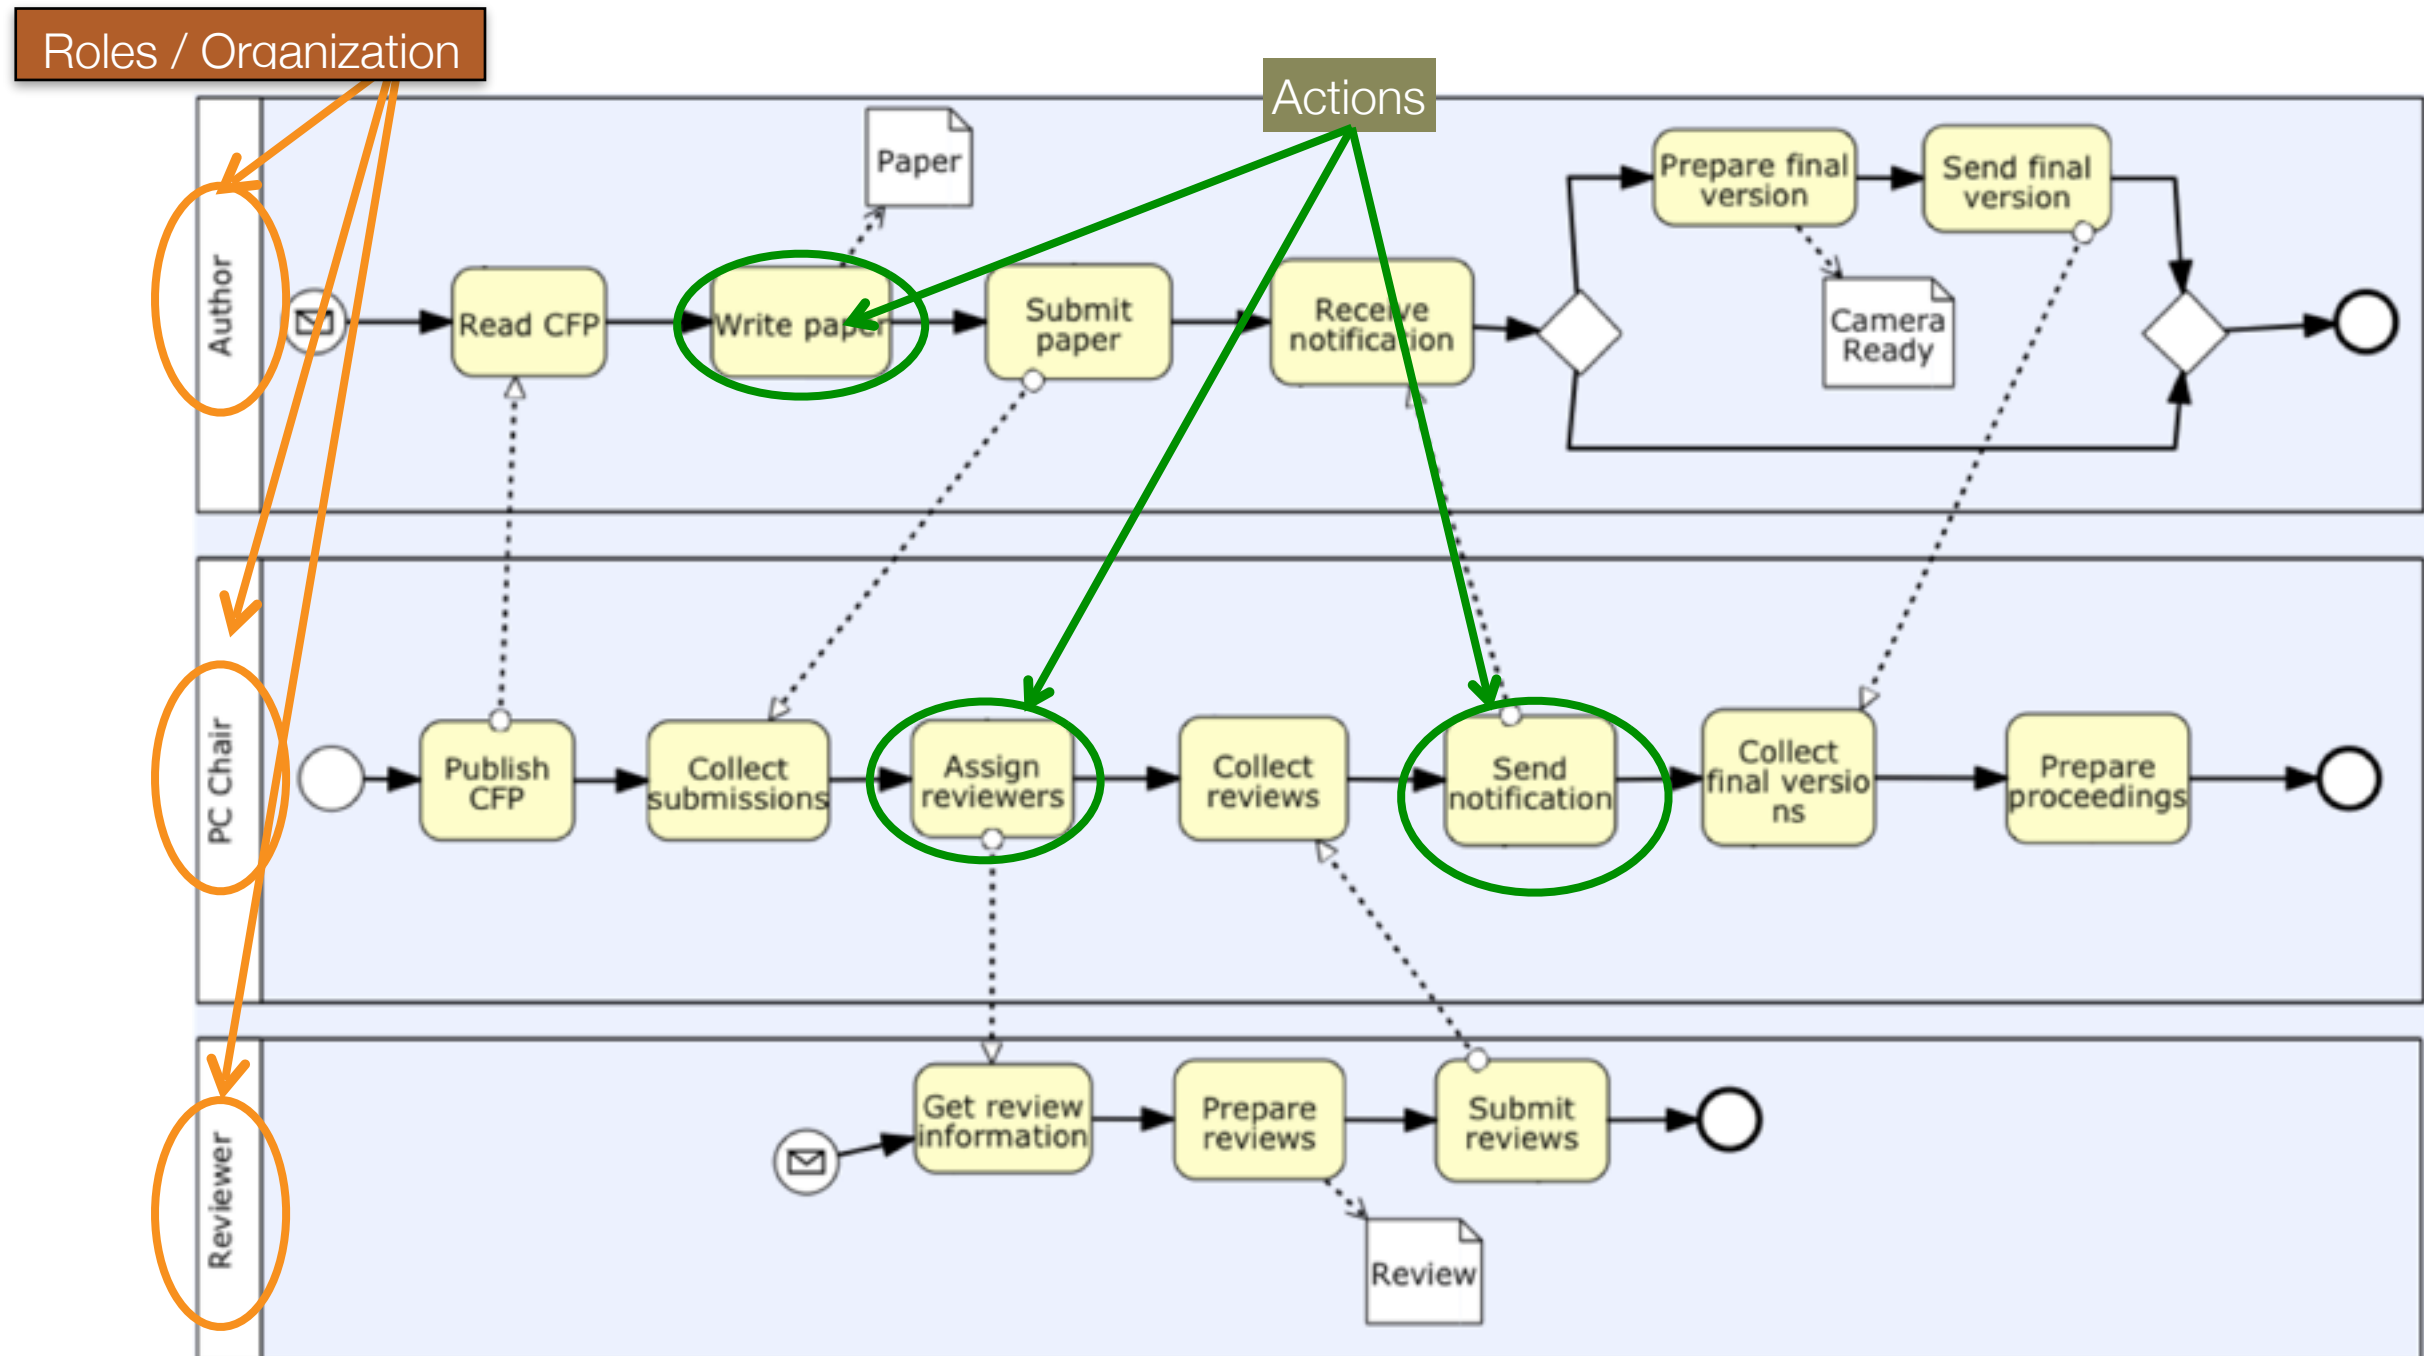 Roles / Organization
Actions
Author
Paper
Read CFP
Write paper
Submit
paper
Receive
notification
Prepare final
version
Send final
version
Camera
Ready
PC Chair
Publish
CFP
Collect
submissions
Assign
reviewers
Collect
reviews
Send
notification
Collect
final versio
ns
Prepare
proceedings
Reviewer
Get review
information
Prepare
reviews
Submit
reviews
Review